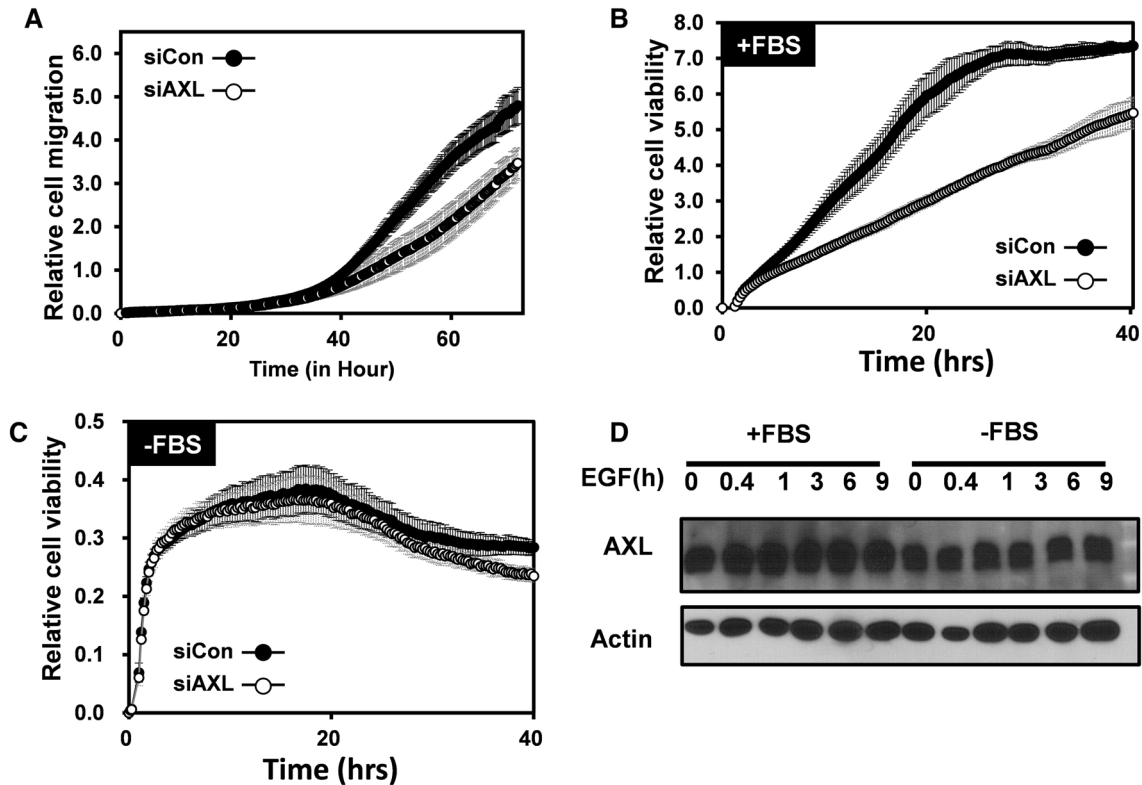 A
siCon
siAXL
Relative cell migration
6.0
5.0
4.0
3.0
2.0
1.0
0.0
0 20 40 60
Time (in Hour)
B
+FBS
Relative cell viability
8.0
7.0
6.0
5.0
4.0
3.0
2.0
1.0
0.0
siCon
siAXL
0 20 40
Time (hrs)
C
-FBS
Relative cell viability
0.5
0.4
0.3
0.2
0.1
0.0
siCon
siAXL
0 20 40
Time (hrs)
D
+FBS -FBS
EGF(h) 0 0.4 1 3 6 9 0 0.4 1 3 6 9
AXL
Actin